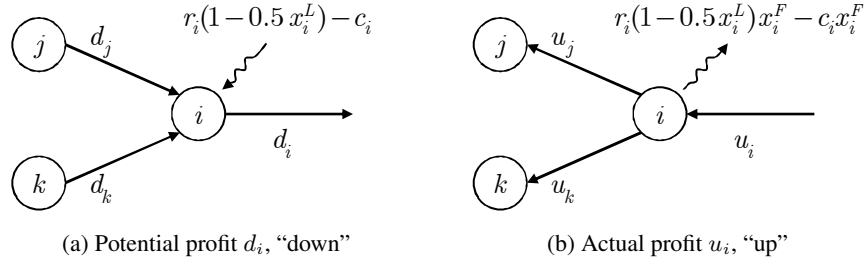 r_i(1−0.5 x_i^L)−c_i
j
d_j
i
d_i
k
d_k
(a) Potential profit d_i, “down”
r_i(1−0.5 x_i^L)x_i^F−c_i x_i^F
j
u_j
i
u_i
k
u_k
(b) Actual profit u_i, “up”